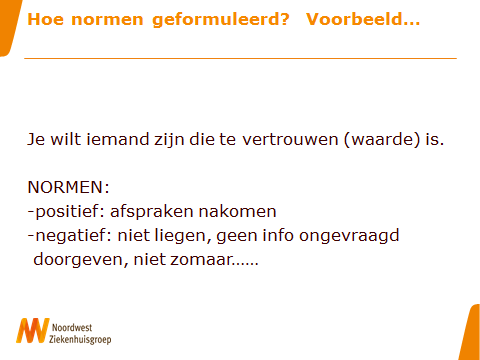 Hoe normen geformuleerd?  Voorbeeld...
Je wilt iemand zijn die te vertrouwen (waarde) is.
NORMEN:
-positief: afspraken nakomen
-negatief: niet liegen, geen info ongevraagd
doorgeven, niet zomaar……
Noordwest
Ziekenhuisgroep